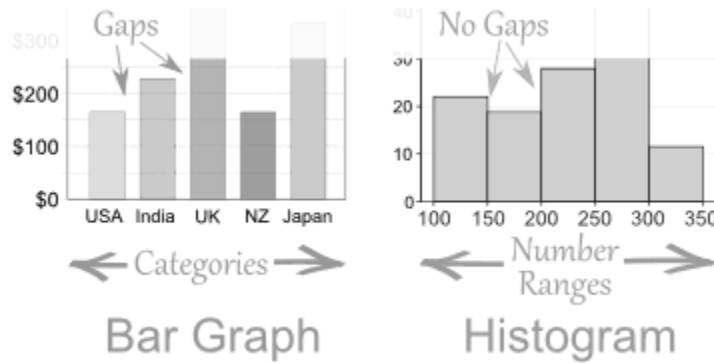 $300
Gaps
$200
$100
$0
USA India UK NZ Japan
Categories
Bar Graph
40
No Gaps
30
20
10
0
100 150 200 250 300 350
Number
Ranges
Histogram